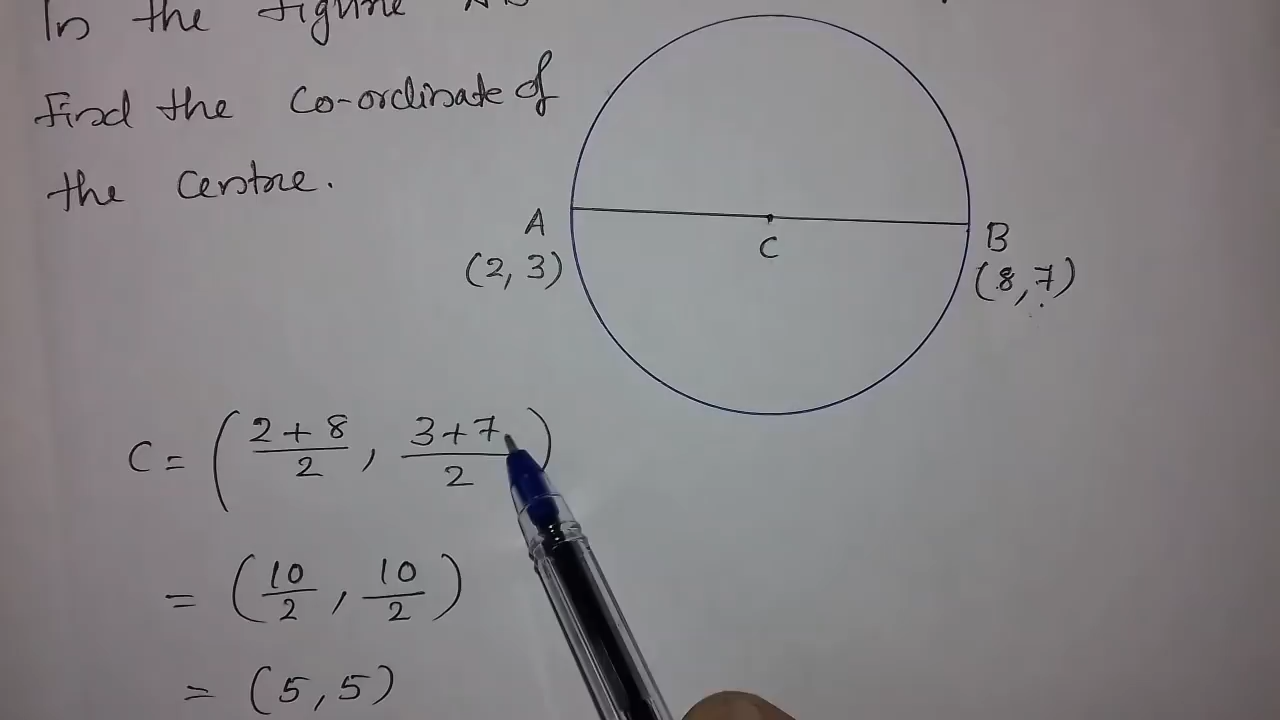 In the figure AB
Find the co-ordinate of
the centre.
A
(2, 3)
C
B
(8, 7)
C = ( 2 + 8 / 2 , 3 + 7 / 2 )
= ( 10 / 2 , 10 / 2 )
= (5, 5)